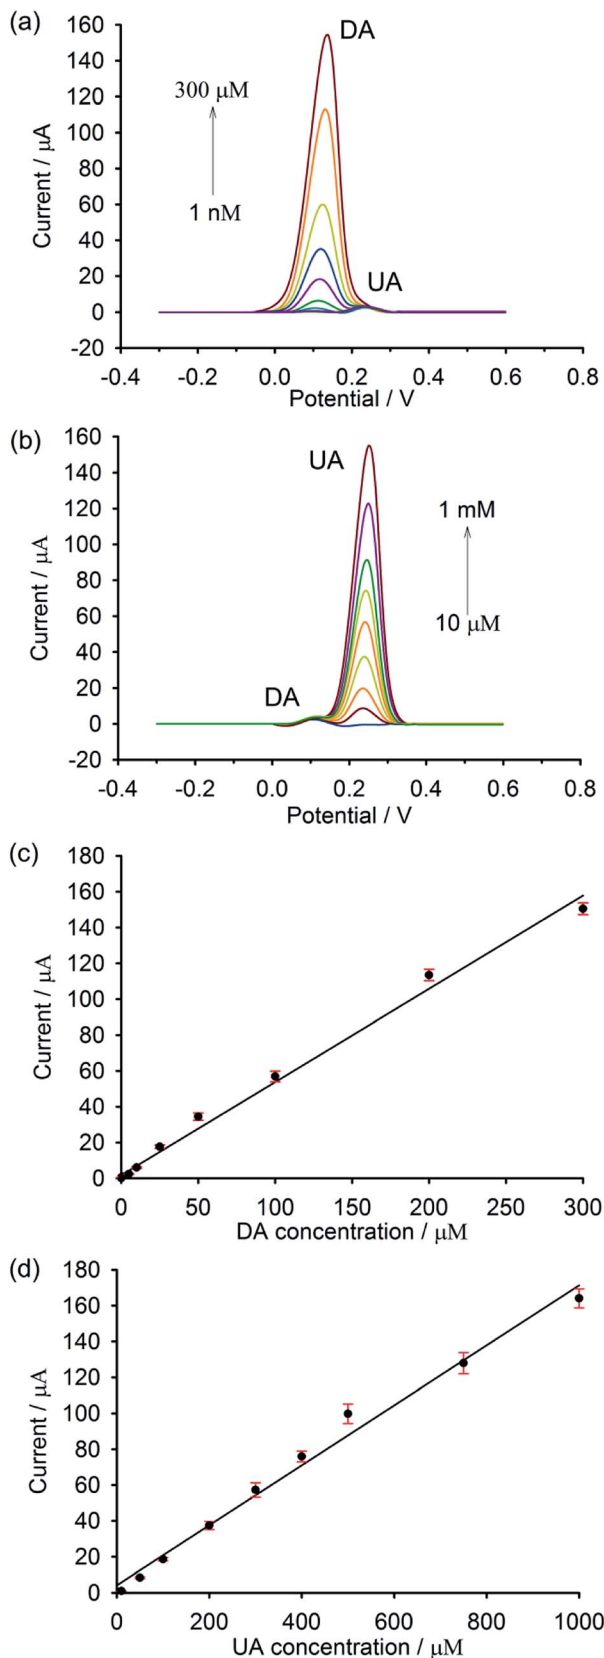 (a)
160
140
120
100
80
60
40
20
0
-20
Current / μA
DA
300 μM
1 nM
UA
-0.4 -0.2 0.0 0.2 0.4 0.6 0.8
Potential / V
(b)
160
140
120
100
80
60
40
20
0
-20
Current / μA
UA
1 mM
10 μM
DA
-0.4 -0.2 0.0 0.2 0.4 0.6 0.8
Potential / V
(c)
180
160
140
120
100
80
60
40
20
0
Current / μA
0 50 100 150 200 250 300
DA concentration / μM
(d)
180
160
140
120
100
80
60
40
20
0
Current / μA
0 200 400 600 800 1000
UA concentration / μM